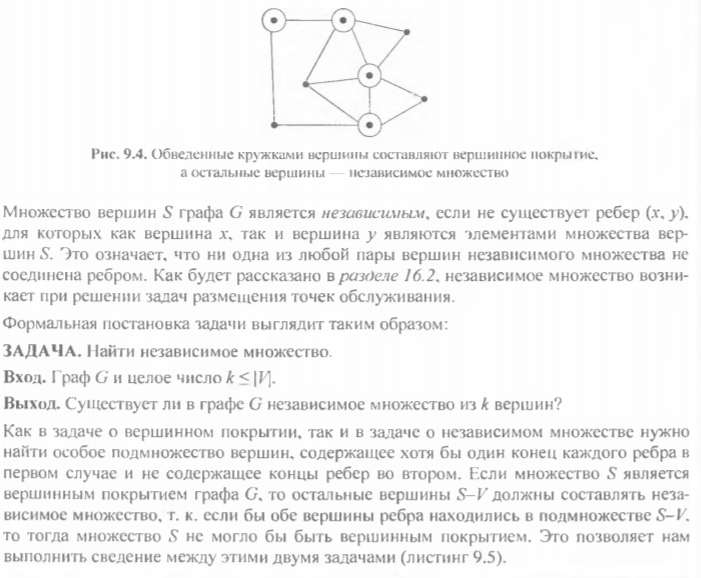 Рис. 9.4. Обведенные кружками вершины составляют вершинное покрытие,
а остальные вершины — независимое множество
Множество вершин S графа G является независимым, если не существует ребер (x, y),
для которых как вершина x, так и вершина y являются элементами множества вер-
шин S. Это означает, что ни одна из любой пары вершин независимого множества не
соединена ребром. Как будет рассказано в разделе 16.2, независимое множество возни-
кает при решении задач размещения точек обслуживания.
Формальная постановка задачи выглядит таким образом:
ЗАДАЧА. Найти независимое множество.
Вход. Граф G и целое число k ≤ |V|.
Выход. Существует ли в графе G независимое множество из k вершин?
Как в задаче о вершинном покрытии, так и в задаче о независимом множестве нужно
найти особое подмножество вершин, содержащее хотя бы один конец каждого ребра в
первом случае и не содержащее концы ребер во втором. Если множество S является
вершинным покрытием графа G, то остальные вершины S–V должны составлять неза-
висимое множество, т. к. если бы обе вершины ребра находились в подмножестве S–V,
то тогда множество S не могло бы быть вершинным покрытием. Это позволяет нам
выполнить сведение между этими двумя задачами (листинг 9.5).